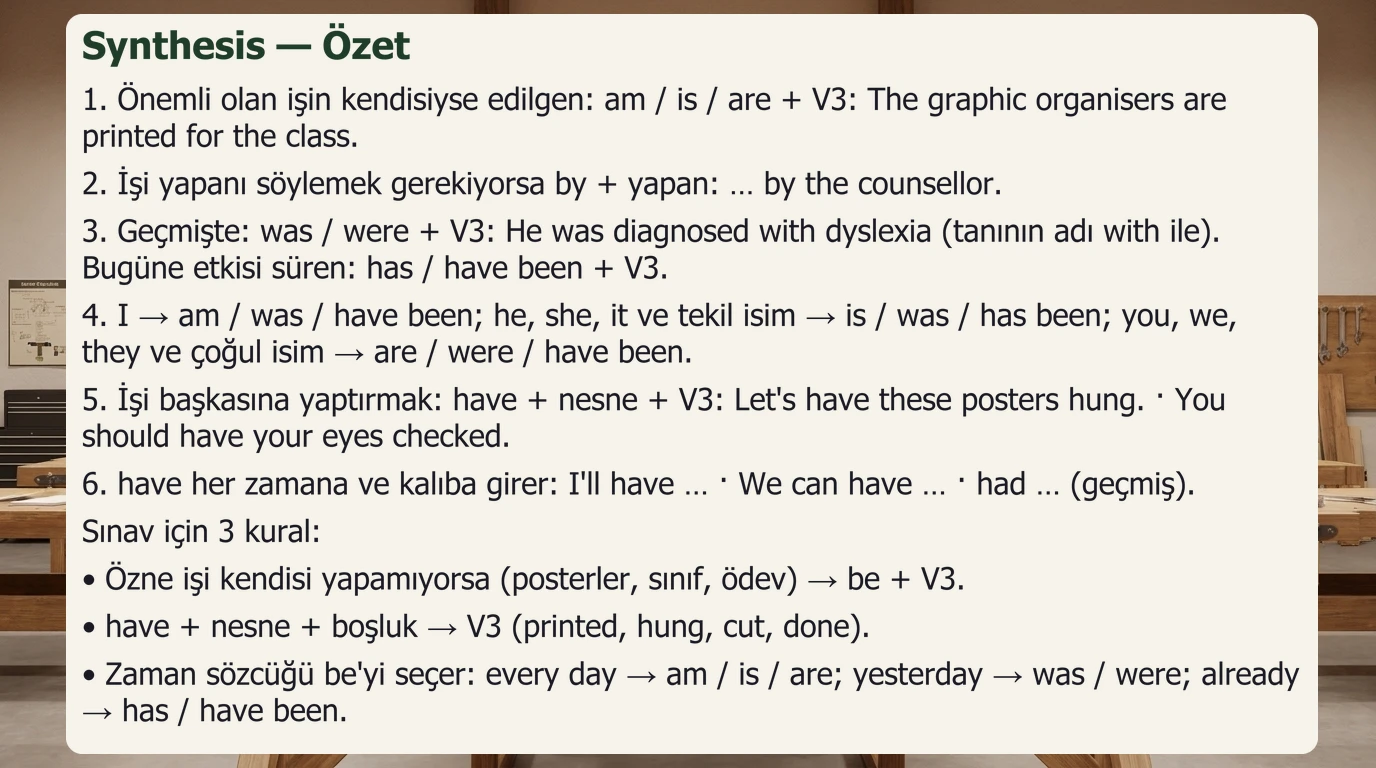 Synthesis — Özet
1. Önemli olan işin kendisiyse edilgen: am / is / are + V3: The graphic organisers are
printed for the class.
2. İşi yapanı söylemek gerekiyorsa by + yapan: … by the counsellor.
3. Geçmişte: was / were + V3: He was diagnosed with dyslexia (tanının adı with ile).
Bugüne etkisi süren: has / have been + V3.
4. I → am / was / have been; he, she, it ve tekil isim → is / was / has been; you, we,
they ve çoğul isim → are / were / have been.
5. İşi başkasına yaptırmak: have + nesne + V3: Let's have these posters hung. · You
should have your eyes checked.
6. have her zamana ve kalıba girer: I'll have … · We can have … · had … (geçmiş).
Sınav için 3 kural:
• Özne işi kendisi yapamıyorsa (posterler, sınıf, ödev) → be + V3.
• have + nesne + boşluk → V3 (printed, hung, cut, done).
• Zaman sözcüğü be'yi seçer: every day → am / is / are; yesterday → was / were; already
→ has / have been.